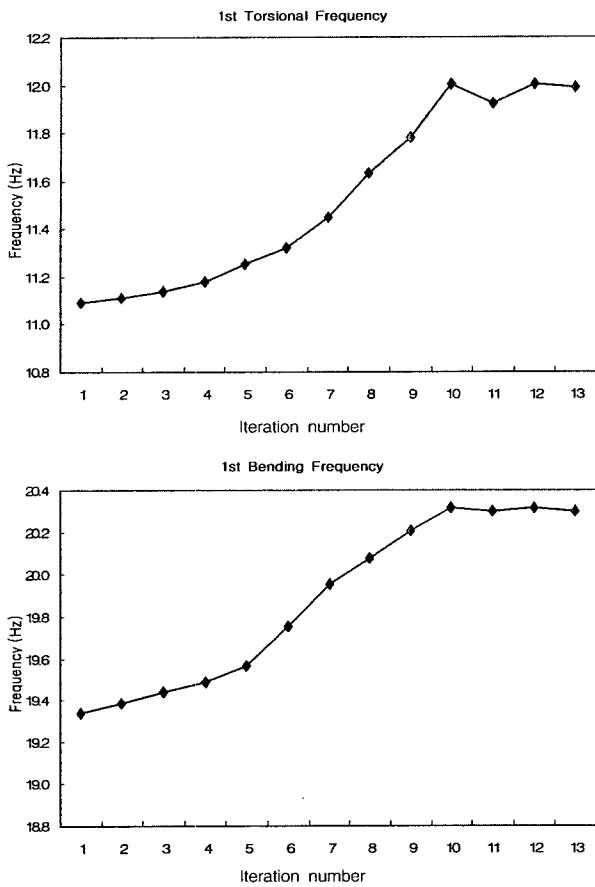 1st Torsional Frequency
12.2
12.0
11.8
11.6
11.4
11.2
11.0
10.8
Frequency (Hz)
1 2 3 4 5 6 7 8 9 10 11 12 13
Iteration number
1st Bending Frequency
20.4
20.2
20.0
19.8
19.6
19.4
19.2
19.0
18.8
Frequency (Hz)
1 2 3 4 5 6 7 8 9 10 11 12 13
Iteration number